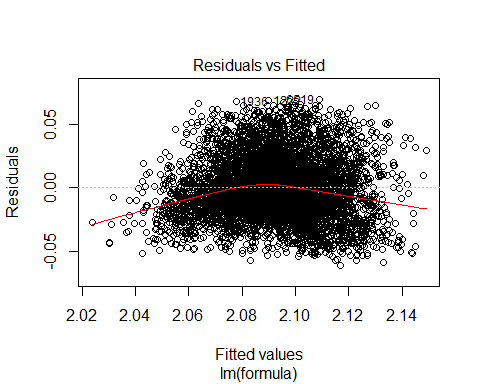 Residuals vs Fitted
Residuals
0.05
0.00
-0.05
2.02 2.04 2.06 2.08 2.10 2.12 2.14
Fitted values
lm(formula)